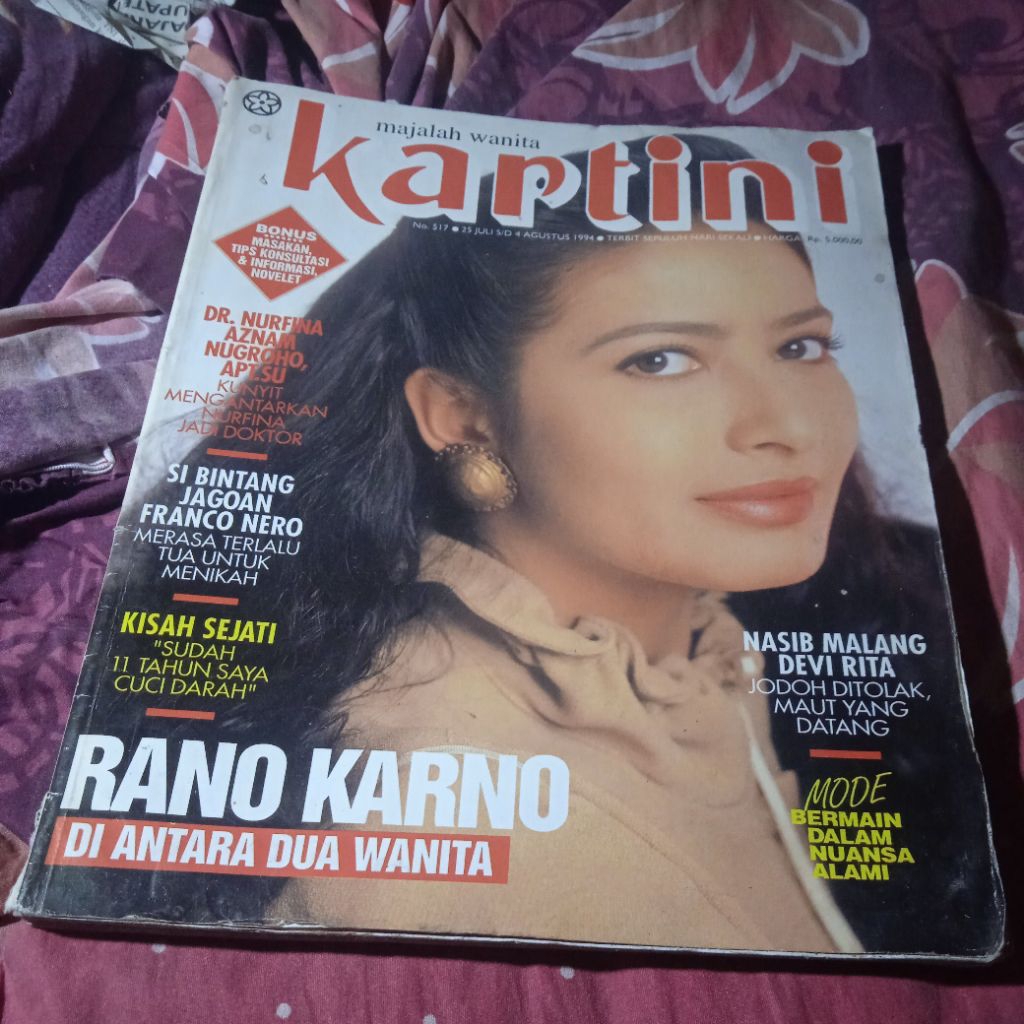 majalah wanita
kartini
No. 517 ● 25 JULI S/D 4 AGUSTUS 1994 ● TERBIT SEPULUH HARI SEKALI ● HARGA: Rp. 5.000,00
BONUS
MASAKAN,
TIPS KONSULTASI
& INFORMASI,
NOVELET
DR. NURFINA
AZNAM
NUGROHO,
APT.SU
KUNYIT
MENGANTARKAN
NURFINA
JADI DOKTOR
SI BINTANG
JAGOAN
FRANCO NERO
MERASA TERLALU
TUA UNTUK
MENIKAH
KISAH SEJATI
"SUDAH
11 TAHUN SAYA
CUCI DARAH"
RANO KARNO
DI ANTARA DUA WANITA
NASIB MALANG
DEVI RITA
JODOH DITOLAK,
MAUT YANG
DATANG
MODE
BERMAIN
DALAM
NUANSA
ALAMI